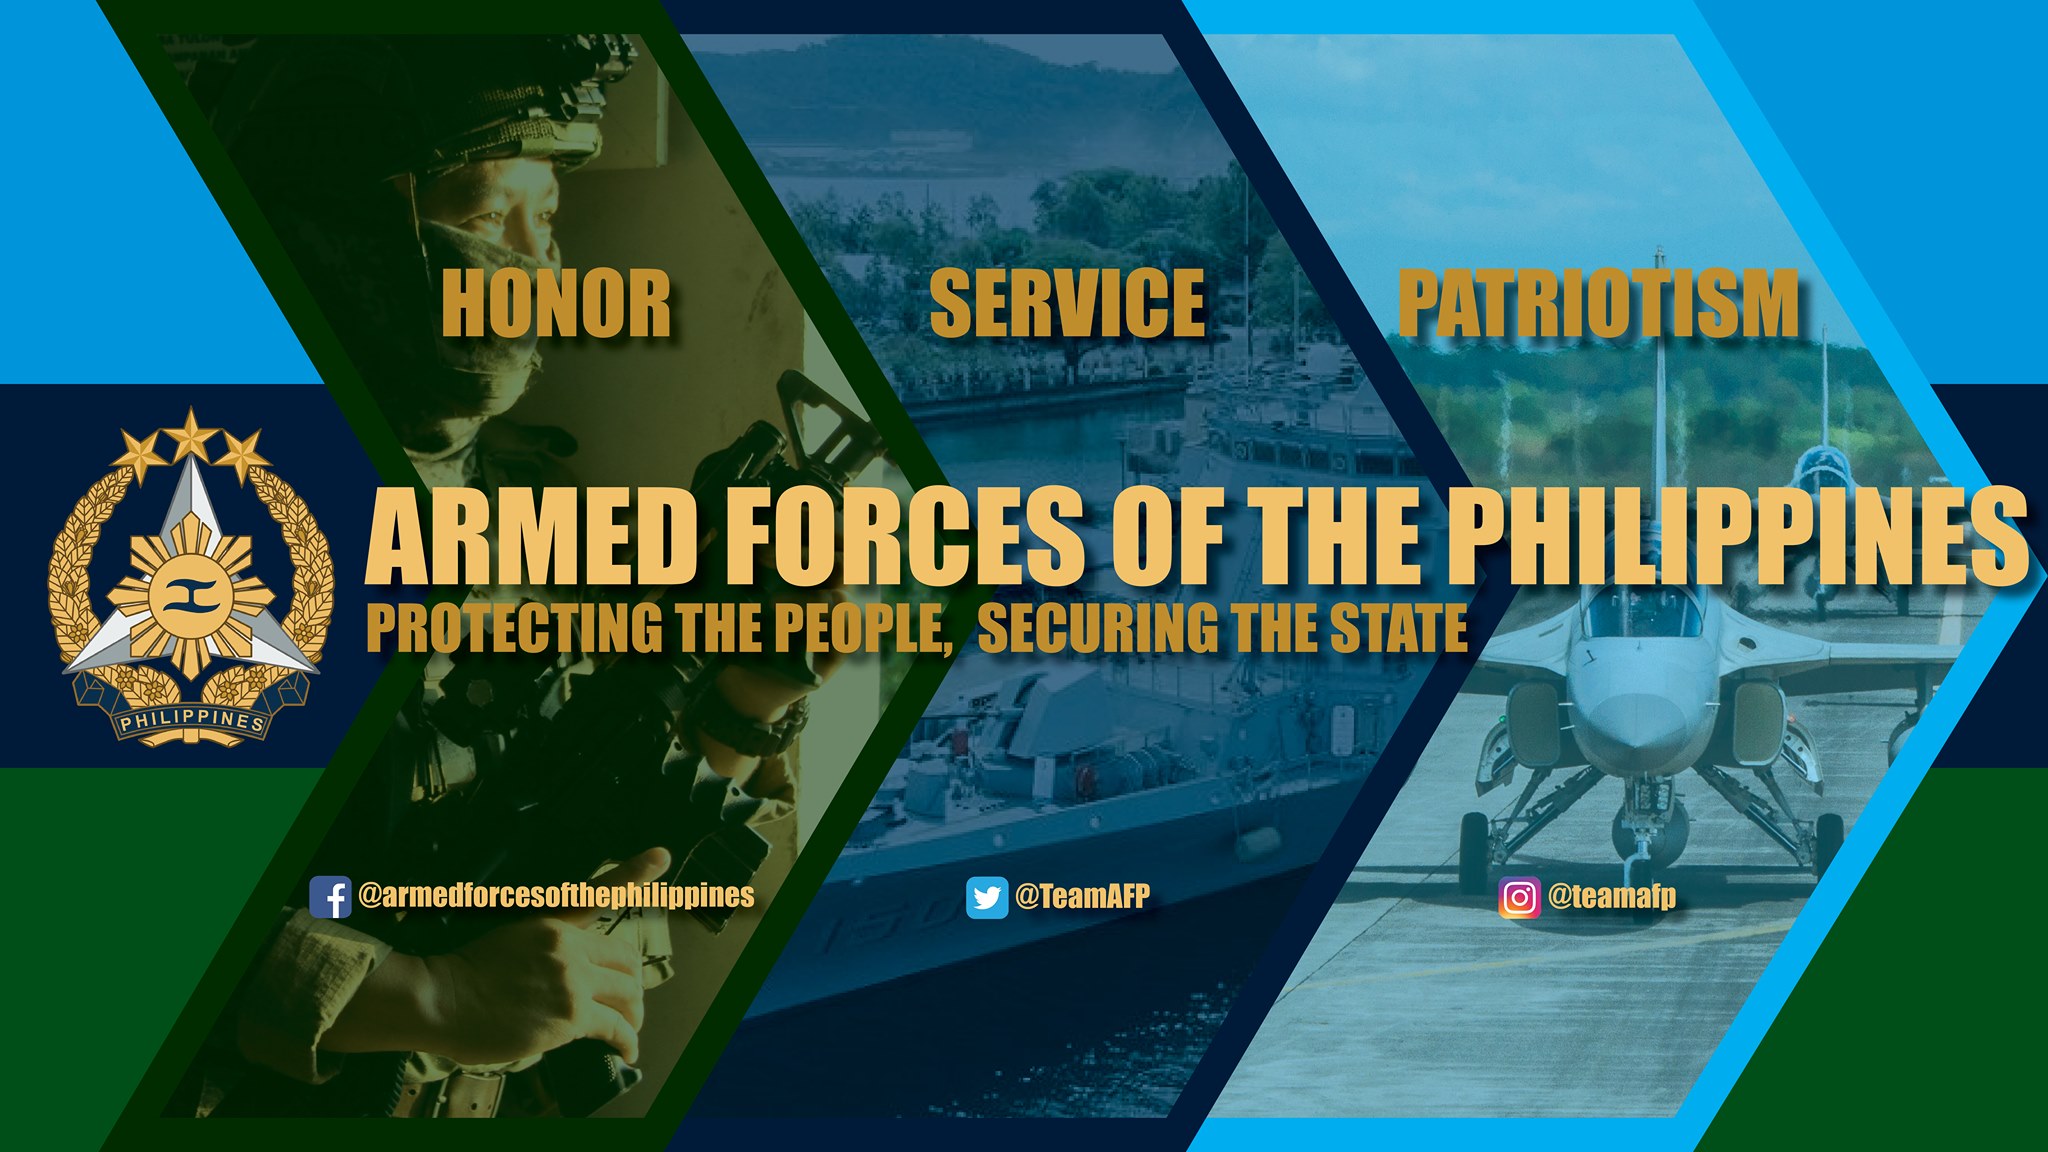 HONOR
SERVICE
PATRIOTISM
ARMED FORCES OF THE PHILIPPINES
PROTECTING THE PEOPLE, SECURING THE STATE
PHILIPPINES
@armedforcesofthephilippines
@TeamAFP
@teamafp